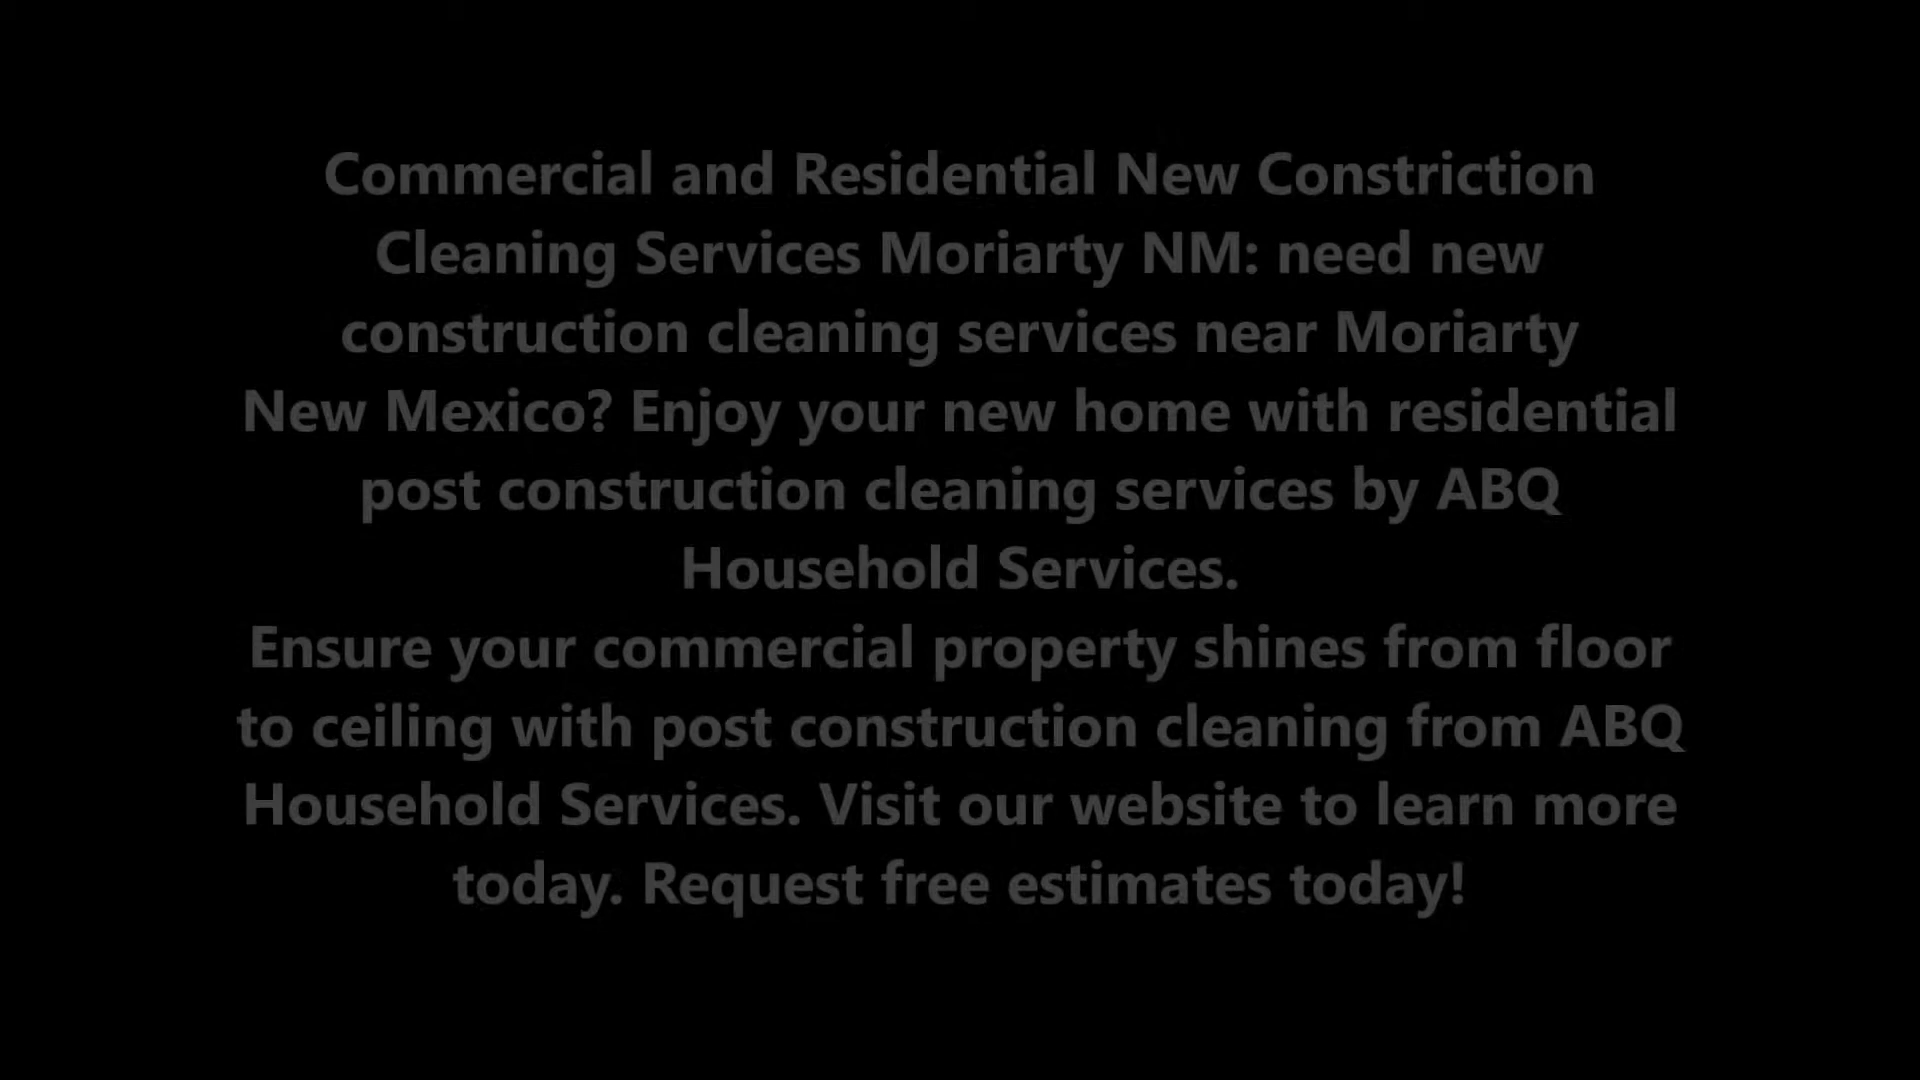 Commercial and Residential New Constriction
Cleaning Services Moriarty NM: need new
construction cleaning services near Moriarty
New Mexico? Enjoy your new home with residential
post construction cleaning services by ABQ
Household Services.
Ensure your commercial property shines from floor
to ceiling with post construction cleaning from ABQ
Household Services. Visit our website to learn more
today. Request free estimates today!